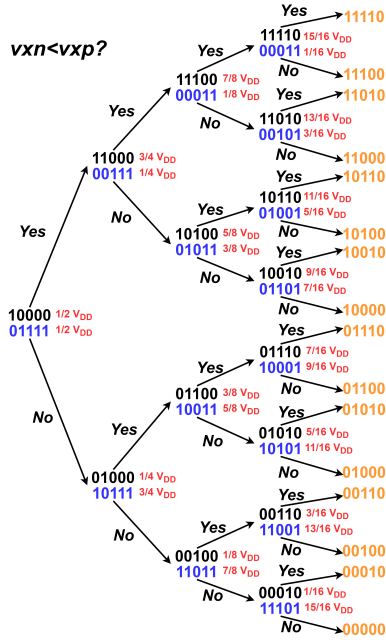 vxn<vxp?
Yes 11110
11110 15/16 VDD
00011 1/16 VDD
Yes
No 11100
11100 7/8 VDD
00011 1/8 VDD
Yes 11010
11010 13/16 VDD
00101 3/16 VDD
No
No 11000
Yes
11000 3/4 VDD
00111 1/4 VDD
Yes 10110
10110 11/16 VDD
01001 5/16 VDD
Yes
No 10100
No
10100 5/8 VDD
01011 3/8 VDD
Yes 10010
10010 9/16 VDD
01101 7/16 VDD
No
No 10000
Yes
10000 1/2 VDD
01111 1/2 VDD
Yes 01110
01110 7/16 VDD
10001 9/16 VDD
Yes
No 01100
01100 3/8 VDD
10011 5/8 VDD
Yes 01010
01010 5/16 VDD
10101 11/16 VDD
No
No 01000
No
Yes
01000 1/4 VDD
10111 3/4 VDD
Yes 00110
00110 3/16 VDD
11001 13/16 VDD
Yes
No 00100
No
00100 1/8 VDD
11011 7/8 VDD
Yes 00010
00010 1/16 VDD
11101 15/16 VDD
No
No 00000